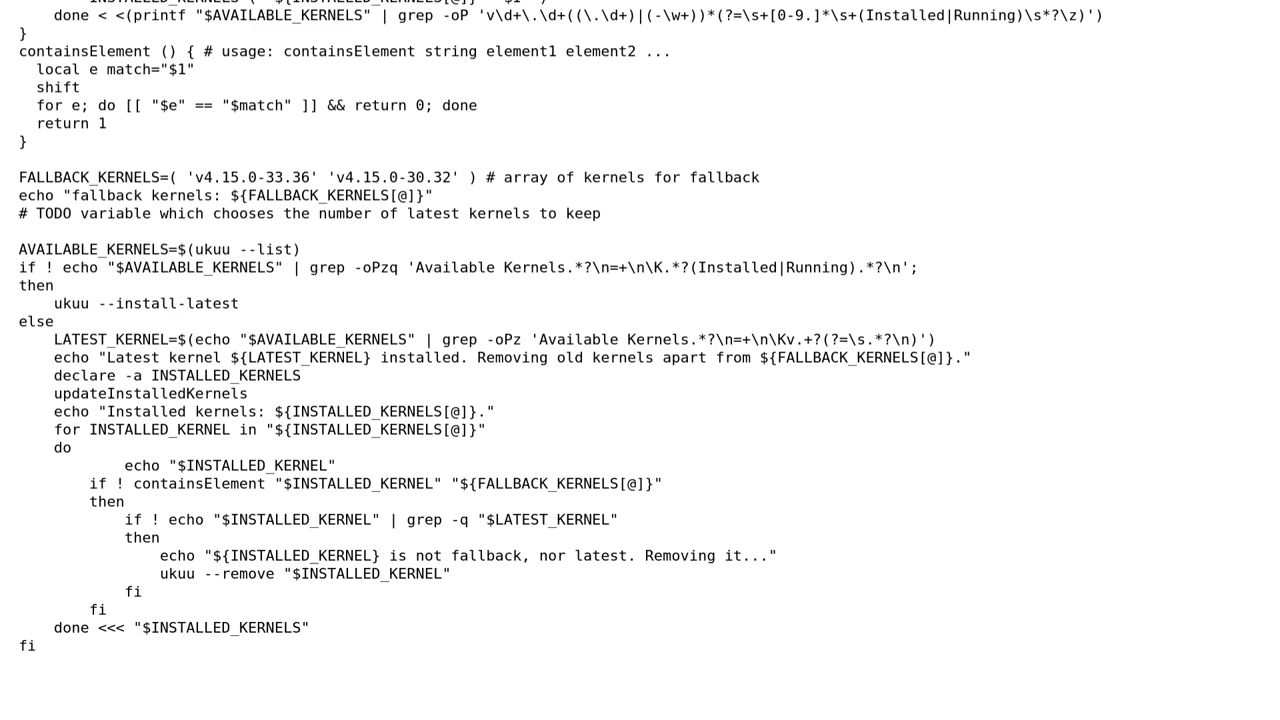 done < <(printf "$AVAILABLE_KERNELS" | grep -oP 'v\d+\.\d+((\.\d+)|(-\w+))*(?=\s+[0-9.]*\s+(Installed|Running)\s*?\z)')
}
containsElement () { # usage: containsElement string element1 element2 ...
  local e match="$1"
  shift
  for e; do [[ "$e" == "$match" ]] && return 0; done
  return 1
}

FALLBACK_KERNELS=( 'v4.15.0-33.36' 'v4.15.0-30.32' ) # array of kernels for fallback
echo "fallback kernels: ${FALLBACK_KERNELS[@]}"
# TODO variable which chooses the number of latest kernels to keep

AVAILABLE_KERNELS=$(ukuu --list)
if ! echo "$AVAILABLE_KERNELS" | grep -oPzq 'Available Kernels.*?\n=+\n\K.*?(Installed|Running).*?\n';
then
    ukuu --install-latest
else
    LATEST_KERNEL=$(echo "$AVAILABLE_KERNELS" | grep -oPz 'Available Kernels.*?\n=+\n\Kv.+?(?=\s.*?\n)')
    echo "Latest kernel ${LATEST_KERNEL} installed. Removing old kernels apart from ${FALLBACK_KERNELS[@]}."
    declare -a INSTALLED_KERNELS
    updateInstalledKernels
    echo "Installed kernels: ${INSTALLED_KERNELS[@]}."
    for INSTALLED_KERNEL in "${INSTALLED_KERNELS[@]}"
    do
            echo "$INSTALLED_KERNEL"
        if ! containsElement "$INSTALLED_KERNEL" "${FALLBACK_KERNELS[@]}"
        then
            if ! echo "$INSTALLED_KERNEL" | grep -q "$LATEST_KERNEL"
            then
                echo "${INSTALLED_KERNEL} is not fallback, nor latest. Removing it..."
                ukuu --remove "$INSTALLED_KERNEL"
            fi
        fi
    done <<< "$INSTALLED_KERNELS"
fi